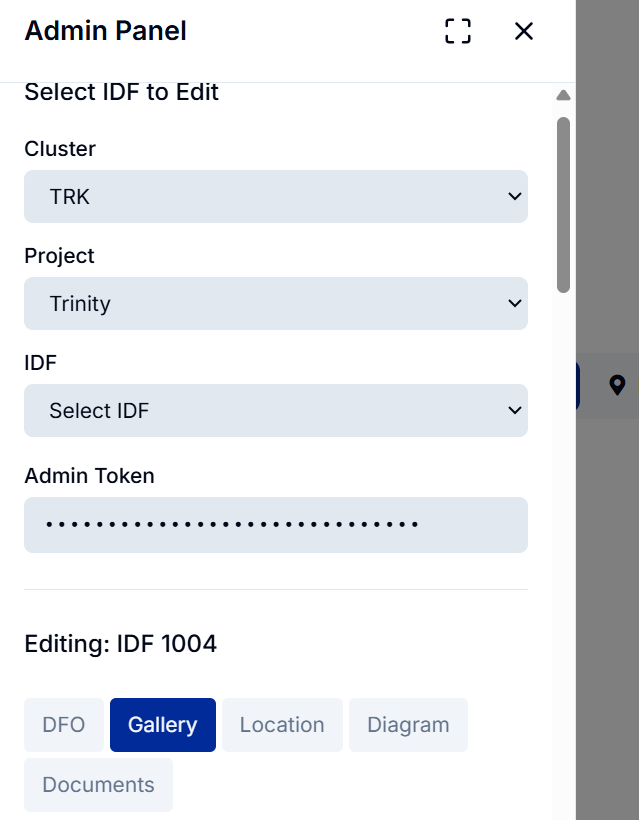 Admin Panel
Select IDF to Edit
Cluster
TRK
Project
Trinity
IDF
Select IDF
Admin Token
••••••••••••••••••••••••••••••
Editing: IDF 1004
DFO Gallery Location Diagram
Documents